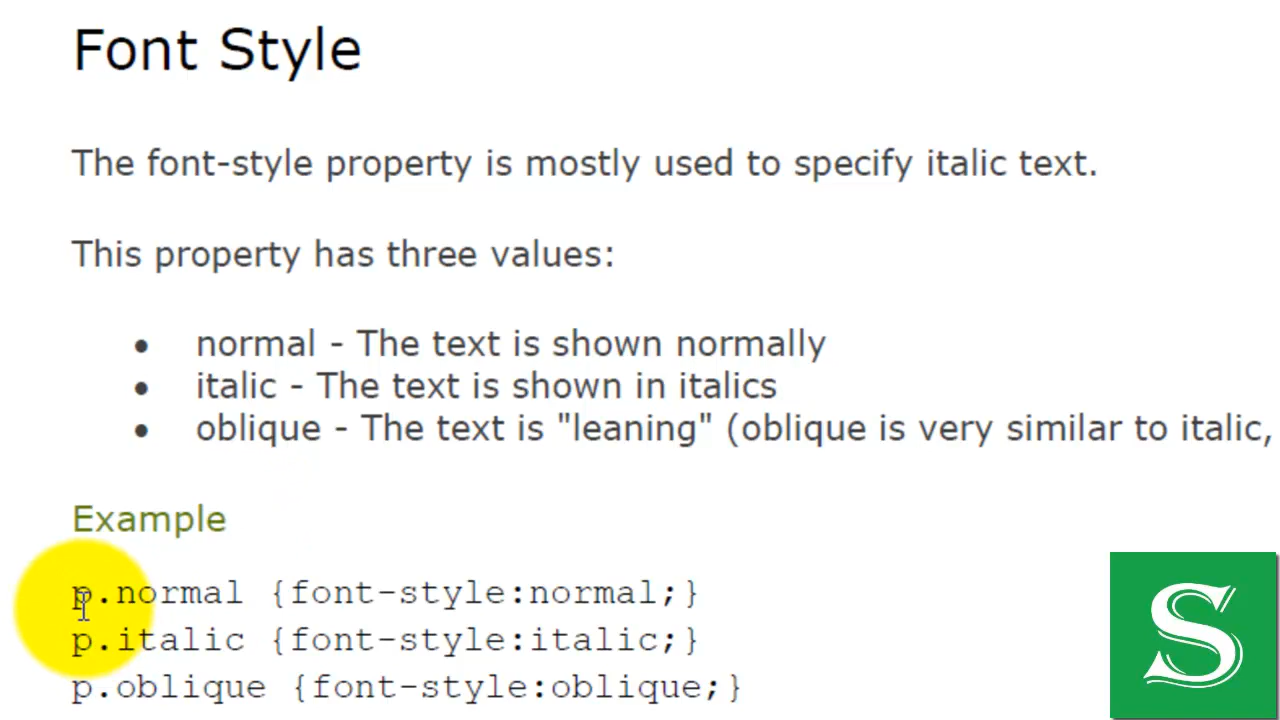 Font Style
The font-style property is mostly used to specify italic text.
This property has three values:
• normal - The text is shown normally
• italic - The text is shown in italics
• oblique - The text is "leaning" (oblique is very similar to italic,
Example
p.normal {font-style:normal;}
p.italic {font-style:italic;}
p.oblique {font-style:oblique;}
S